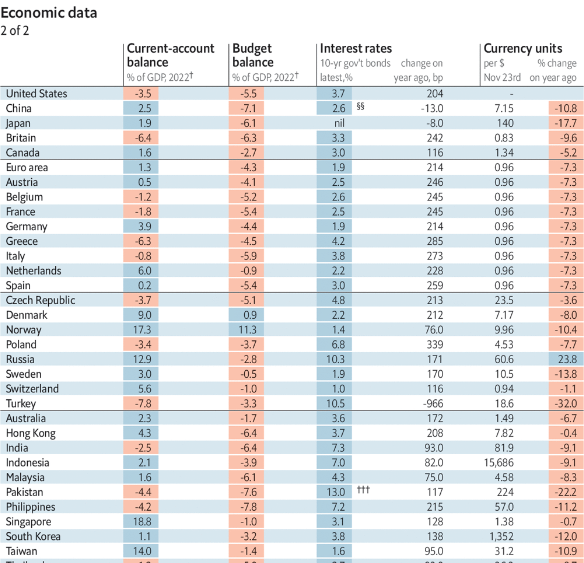 Economic data
2 of 2
Current-account balance Budget balance Interest rates Currency units
% of GDP, 2022† % of GDP, 2022† 10-yr gov't bonds latest,% change on year ago, bp per $ Nov 23rd % change on year ago
United States -3.5 -5.5 3.7 204 -
China 2.5 -7.1 2.6 §§ -13.0 7.15 -10.8
Japan 1.9 -6.1 nil -8.0 140 -17.7
Britain -6.4 -6.3 3.3 242 0.83 -9.6
Canada 1.6 -2.7 3.0 116 1.34 -5.2
Euro area 1.3 -4.3 1.9 214 0.96 -7.3
Austria 0.5 -4.1 2.5 246 0.96 -7.3
Belgium -1.2 -5.2 2.6 245 0.96 -7.3
France -1.8 -5.4 2.5 245 0.96 -7.3
Germany 3.9 -4.4 1.9 214 0.96 -7.3
Greece -6.3 -4.5 4.2 285 0.96 -7.3
Italy -0.8 -5.9 3.8 273 0.96 -7.3
Netherlands 6.0 -0.9 2.2 228 0.96 -7.3
Spain 0.2 -5.4 3.0 259 0.96 -7.3
Czech Republic -3.7 -5.1 4.8 213 23.5 -3.6
Denmark 9.0 0.9 2.2 212 7.17 -8.0
Norway 17.3 11.3 1.4 76.0 9.96 -10.4
Poland -3.4 -3.7 6.8 339 4.53 -7.7
Russia 12.9 -2.8 10.3 171 60.6 23.8
Sweden 3.0 -0.5 1.9 170 10.5 -13.8
Switzerland 5.6 -1.0 1.0 116 0.94 -1.1
Turkey -7.8 -3.3 10.5 -966 18.6 -32.0
Australia 2.3 -1.7 3.6 172 1.49 -6.7
Hong Kong 4.3 -6.4 3.7 208 7.82 -0.4
India -2.5 -6.4 7.3 93.0 81.9 -9.1
Indonesia 2.1 -3.9 7.0 82.0 15,686 -9.1
Malaysia 1.6 -6.1 4.3 75.0 4.58 -8.3
Pakistan -4.4 -7.6 13.0 ††† 117 224 -22.2
Philippines -4.2 -7.8 7.2 215 57.0 -11.2
Singapore 18.8 -1.0 3.1 128 1.38 -0.7
South Korea 1.1 -3.2 3.8 138 1,352 -12.0
Taiwan 14.0 -1.4 1.6 95.0 31.2 -10.9